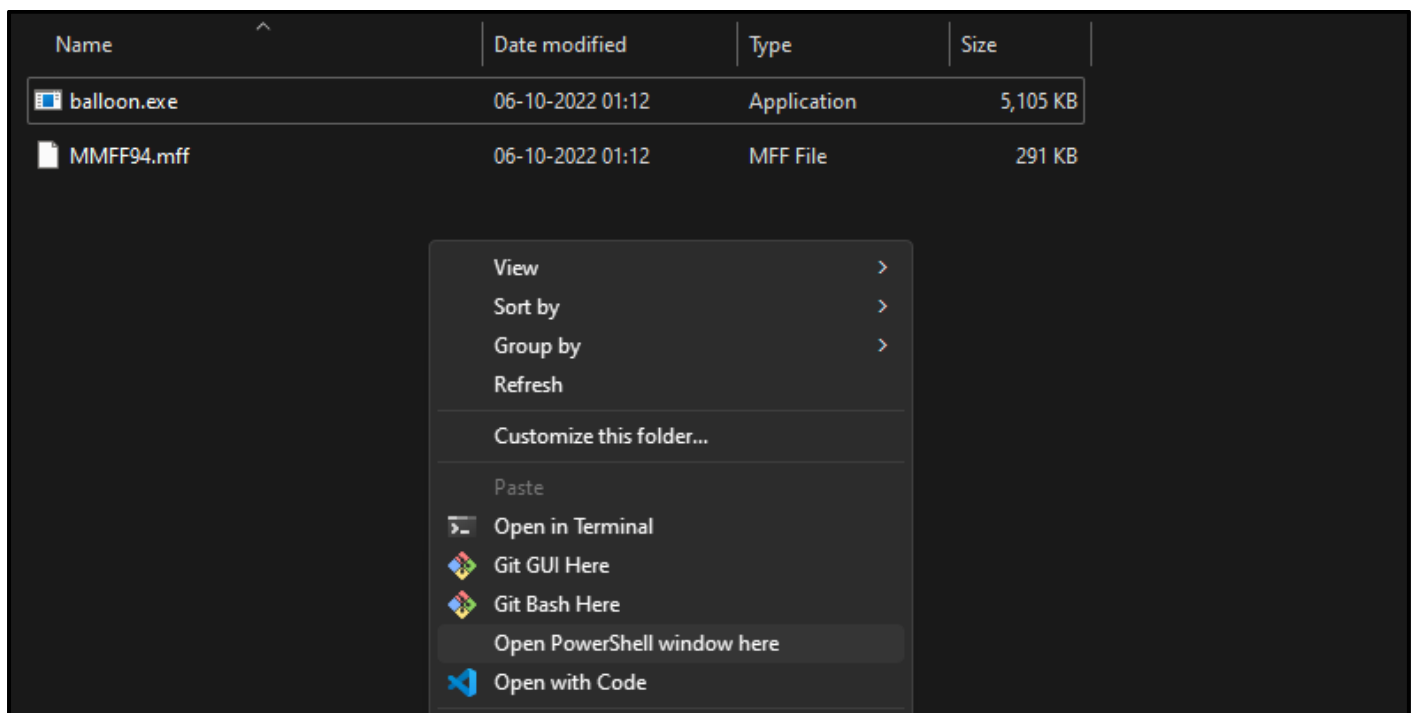 Name Date modified Type Size
balloon.exe 06-10-2022 01:12 Application 5,105 KB
MMFF94.mff 06-10-2022 01:12 MFF File 291 KB
View
Sort by
Group by
Refresh
Customize this folder...
Paste
Open in Terminal
Git GUI Here
Git Bash Here
Open PowerShell window here
Open with Code